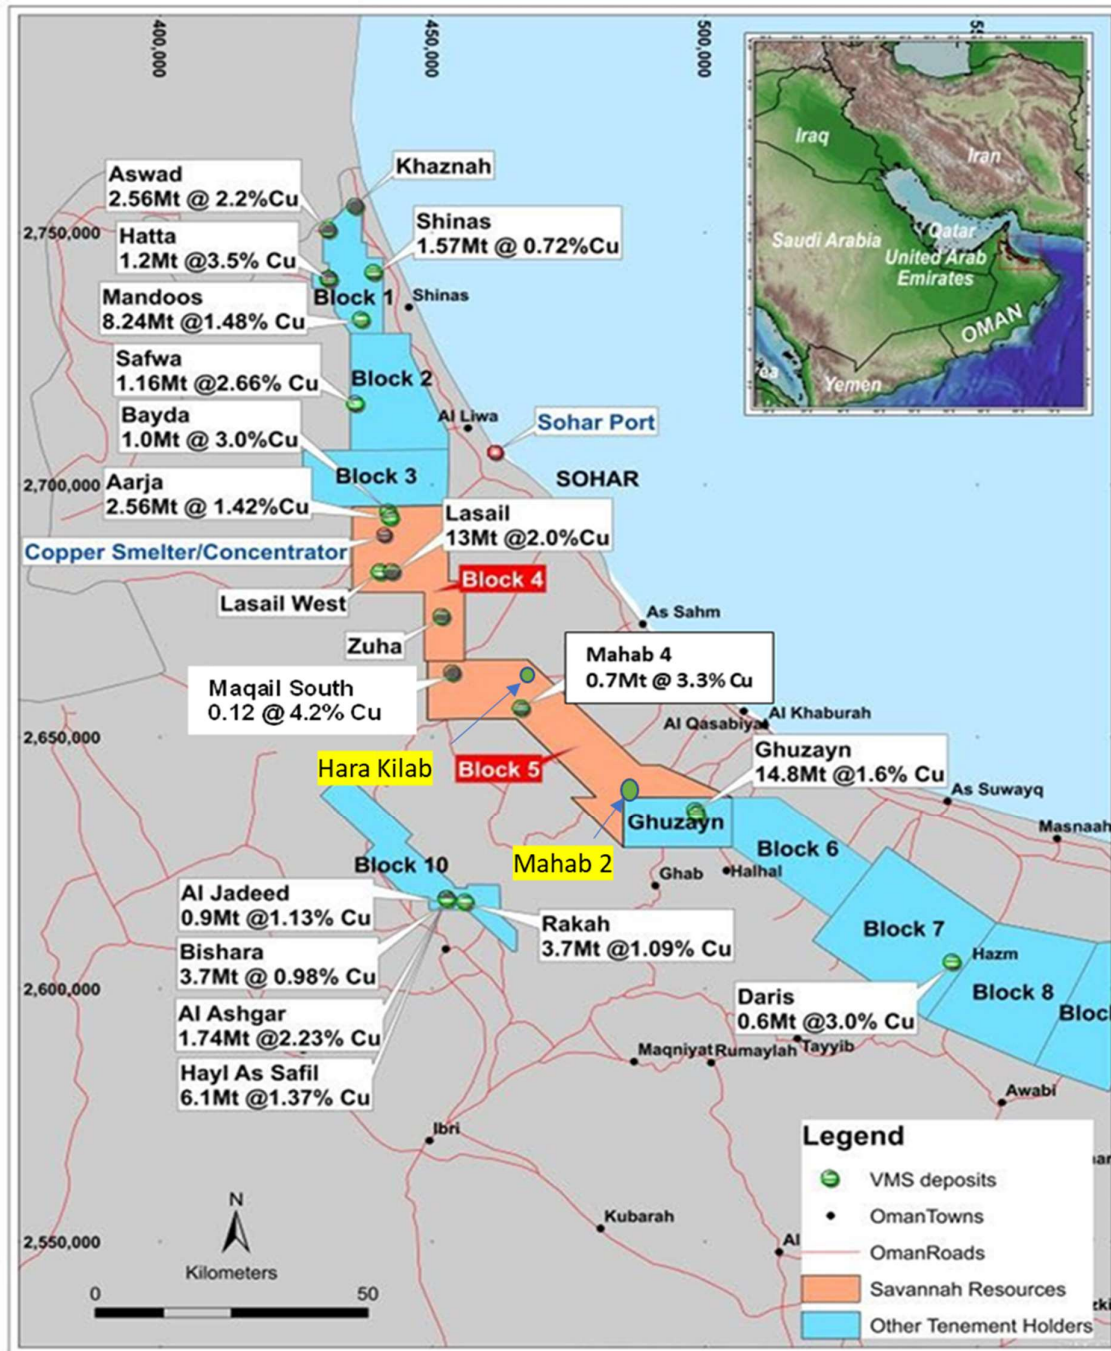 400,000
450,000
500,000
55
Iraq
Iran
Saudi Arabia
Qatar
United Arab
Emirates
OMAN
Yemen
Aswad
2.56Mt @ 2.2%Cu
Khaznah
Shinas
1.57Mt @ 0.72%Cu
2,750,000
Hatta
1.2Mt @3.5% Cu
Block 1
Shinas
Mandoos
8.24Mt @1.48% Cu
Safwa
1.16Mt @2.66% Cu
Block 2
Bayda
1.0Mt @ 3.0%Cu
Al Liwa
Sohar Port
Block 3
SOHAR
2,700,000
Aarja
2.56Mt @ 1.42%Cu
Lasail
13Mt @2.0%Cu
Copper Smelter/Concentrator
Block 4
Lasail West
As Sahm
Zuha
Mahab 4
0.7Mt @ 3.3% Cu
Maqail South
0.12 @ 4.2% Cu
Al Khaburah
Al Qasabiya
2,650,000
Hara Kilab
Block 5
Ghuzayn
14.8Mt @1.6% Cu
As Suwayq
Ghuzayn
Masnaah
Block 6
Mahab 2
Block 10
Ghab
Halhal
Al Jadeed
0.9Mt @1.13% Cu
Rakah
3.7Mt @1.09% Cu
Block 7
Bishara
3.7Mt @ 0.98% Cu
Hazm
2,600,000
Block 8
Block
Daris
0.6Mt @3.0% Cu
Al Ashgar
1.74Mt @2.23% Cu
Tayyib
Maqniyat
Rumaylah
Hayl As Safil
6.1Mt @1.37% Cu
Awabi
Ibri
Legend
VMS deposits
OmanTowns
OmanRoads
Savannah Resources
Other Tenement Holders
Kubarah
Al
2,550,000
N
Kilometers
0
50